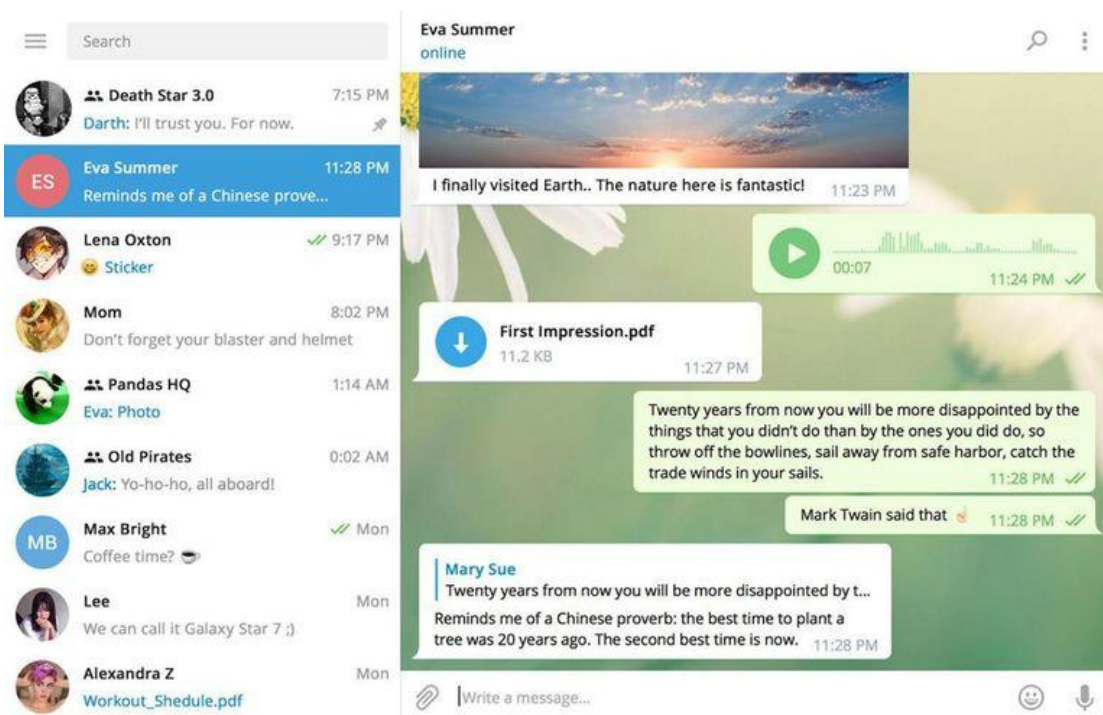 Search
Death Star 3.0 7:15 PM
Darth: I'll trust you. For now.
ES
Eva Summer 11:28 PM
Reminds me of a Chinese prove...
Lena Oxton 9:17 PM
Sticker
Mom 8:02 PM
Don't forget your blaster and helmet
Pandas HQ 1:14 AM
Eva: Photo
Old Pirates 0:02 AM
Jack: Yo-ho-ho, all aboard!
MB
Max Bright Mon
Coffee time? ☕
Lee Mon
We can call it Galaxy Star 7 ;)
Alexandra Z Mon
Workout_Shedule.pdf
Eva Summer
online
I finally visited Earth.. The nature here is fantastic! 11:23 PM
00:07
11:24 PM
First Impression.pdf
11.2 KB
11:27 PM
Twenty years from now you will be more disappointed by the
things that you didn't do than by the ones you did do, so
throw off the bowlines, sail away from safe harbor, catch the
trade winds in your sails.
11:28 PM
Mark Twain said that ☝ 11:28 PM
Mary Sue
Twenty years from now you will be more disappointed by t...
Reminds me of a Chinese proverb: the best time to plant a
tree was 20 years ago. The second best time is now. 11:28 PM
Write a message...